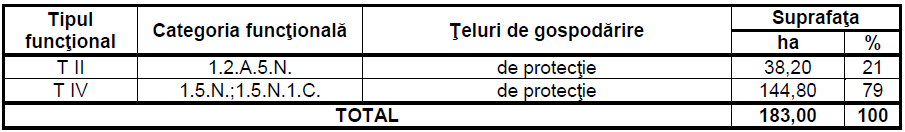 Tipul funcţional Categoria funcţională Ţeluri de gospodărire Suprafaţa
ha %
T II 1.2.A.5.N. de protecţie 38,20 21
T IV 1.5.N.;1.5.N.1.C. de protecţie 144,80 79
TOTAL 183,00 100